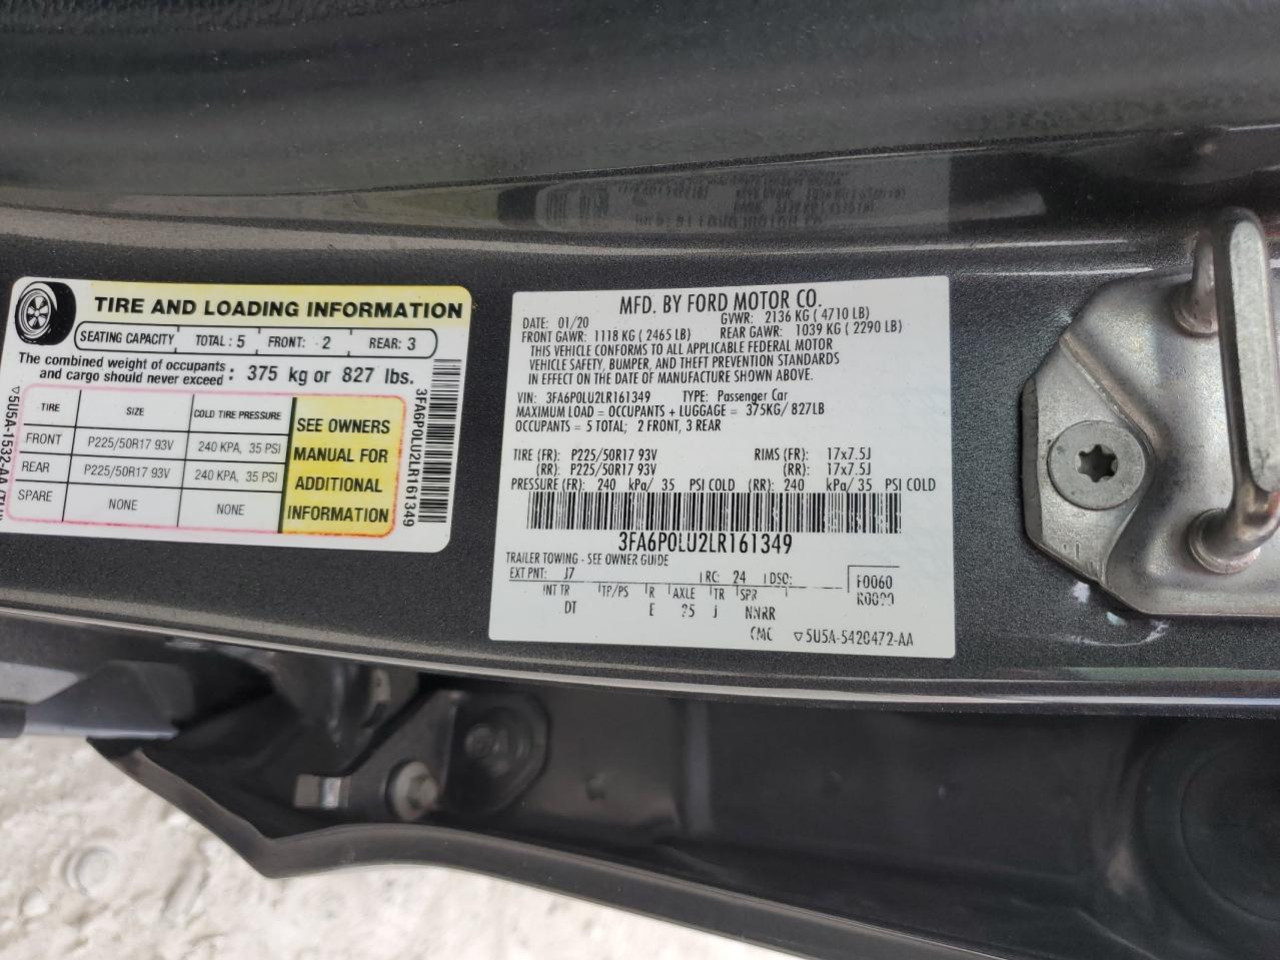 TIRE AND LOADING INFORMATION
SEATING CAPACITY TOTAL: 5 FRONT: 2 REAR: 3
The combined weight of occupants and cargo should never exceed: 375 kg or 827 lbs.
TIRE SIZE COLD TIRE PRESSURE
FRONT P225/50R17 93V 240 KPA, 35 PSI
REAR P225/50R17 93V 240 KPA, 35 PSI
SPARE NONE NONE
SEE OWNERS
MANUAL FOR
ADDITIONAL
INFORMATION
3FA6P0LU2LR161349
5U5A-1532-AA
MFD. BY FORD MOTOR CO.
DATE: 01/20 GVWR: 2136 KG (4710 LB)
FRONT GAWR: 1118 KG (2465 LB) REAR GAWR: 1039 KG (2290 LB)
THIS VEHICLE CONFORMS TO ALL APPLICABLE FEDERAL MOTOR
VEHICLE SAFETY, BUMPER, AND THEFT PREVENTION STANDARDS
IN EFFECT ON THE DATE OF MANUFACTURE SHOWN ABOVE.
VIN: 3FA6P0LU2LR161349 TYPE: Passenger Car
MAXIMUM LOAD = OCCUPANTS + LUGGAGE = 375KG/827LB
OCCUPANTS = 5 TOTAL; 2 FRONT, 3 REAR
TIRE (FR): P225/50R17 93V RIMS (FR): 17x7.5J
(RR): P225/50R17 93V (RR): 17x7.5J
PRESSURE (FR): 240 kPa/ 35 PSI COLD (RR): 240 kPa/ 35 PSI COLD
3FA6P0LU2LR161349
TRAILER TOWING - SEE OWNER GUIDE
EXT PNT: J7 RC: 24 DSO: F0060
INT TR TP/PS R AXLE TR SPR
DT E J NNRR
CMC 5U5A-5420472-AA